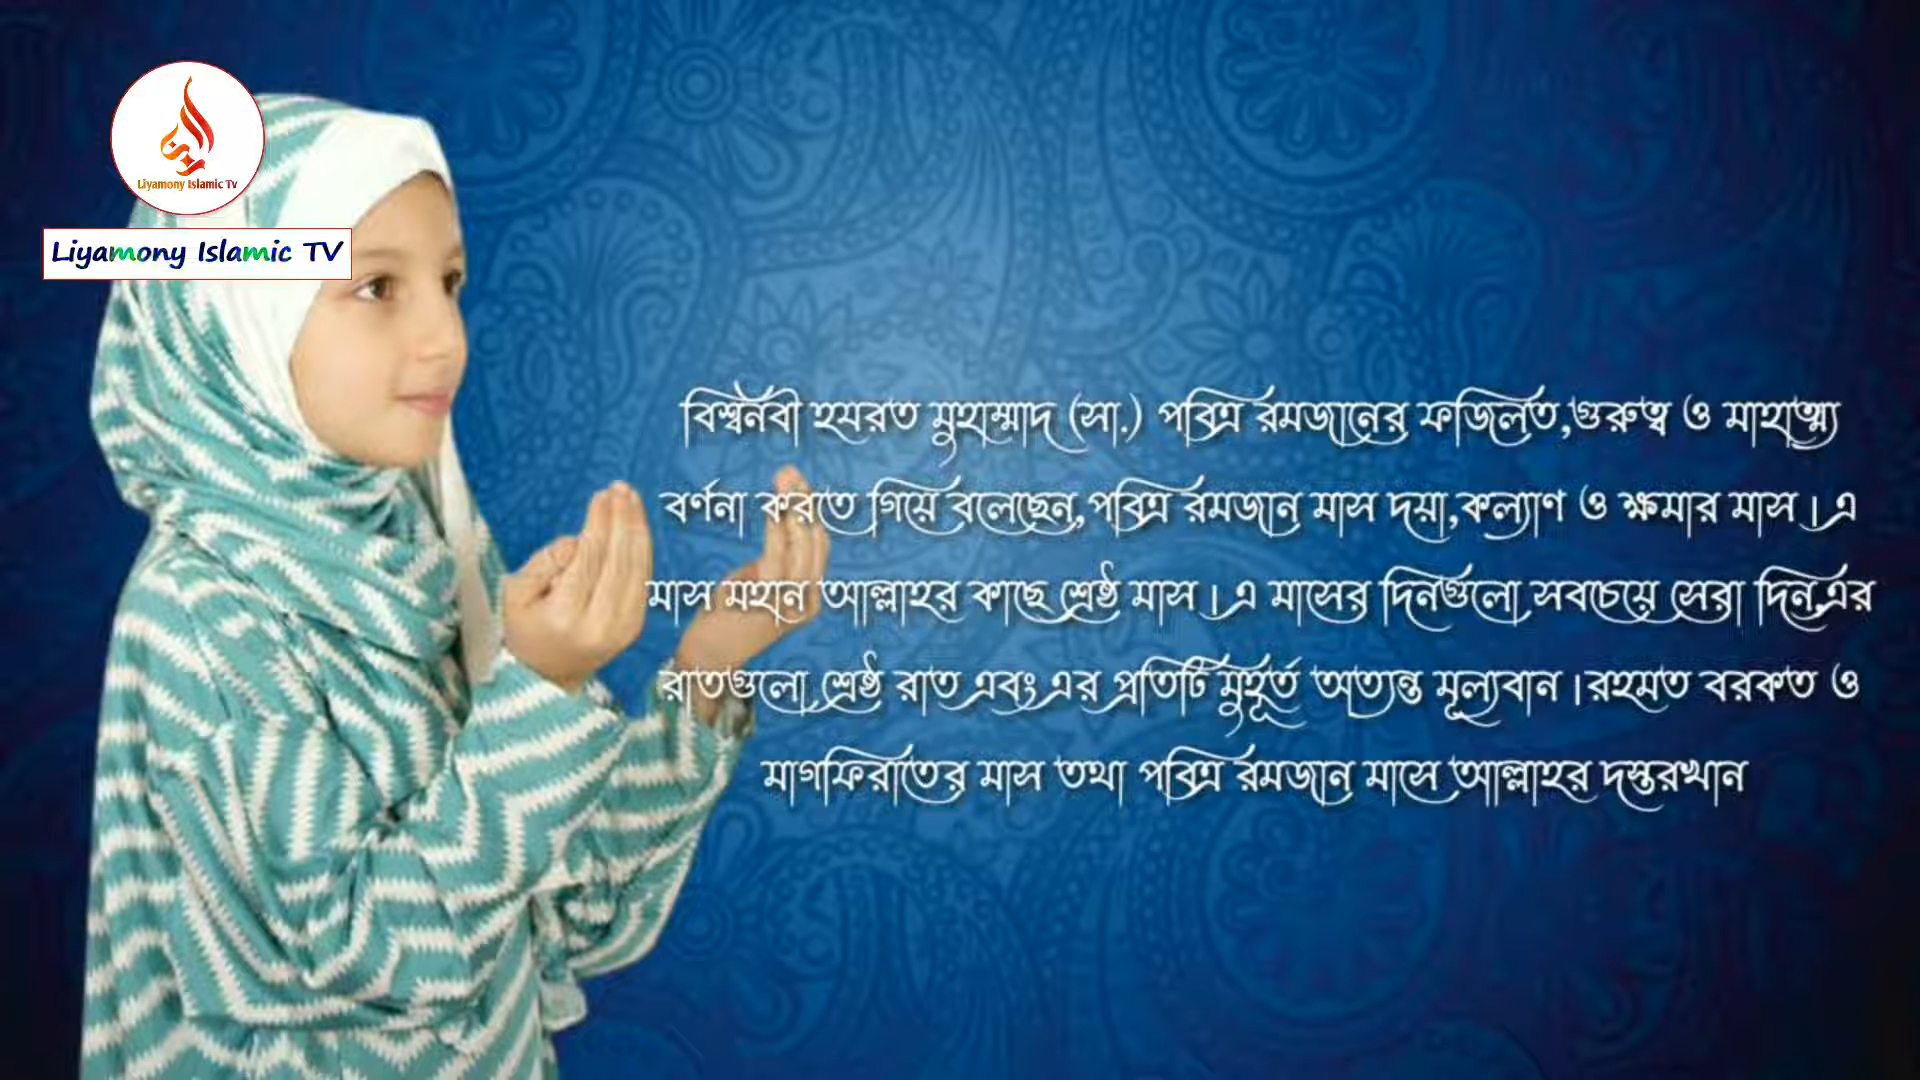 Liyamony Islamic Tv
Liyamony Islamic TV
বিশ্বনবী হযরত মুহাম্মাদ (সা.) পবিত্র রমজানের ফজিলত,গুরুত্ব ও মাহাত্ম্য
বর্ণনা করতে গিয়ে বলেছেন,পবিত্র রমজান মাস দয়া,কল্যাণ ও ক্ষমার মাস।এ
মাস মহান আল্লাহর কাছে শ্রেষ্ঠ মাস।এ মাসের দিনগুলো সবচেয়ে সেরা দিন,এর
রাতগুলো শ্রেষ্ঠ রাত এবং এর প্রতিটি মুহূর্ত অত্যন্ত মূল্যবান।রহমত বরকত ও
মাগফিরাতের মাস তথা পবিত্র রমজান মাসে আল্লাহর দস্তরখান